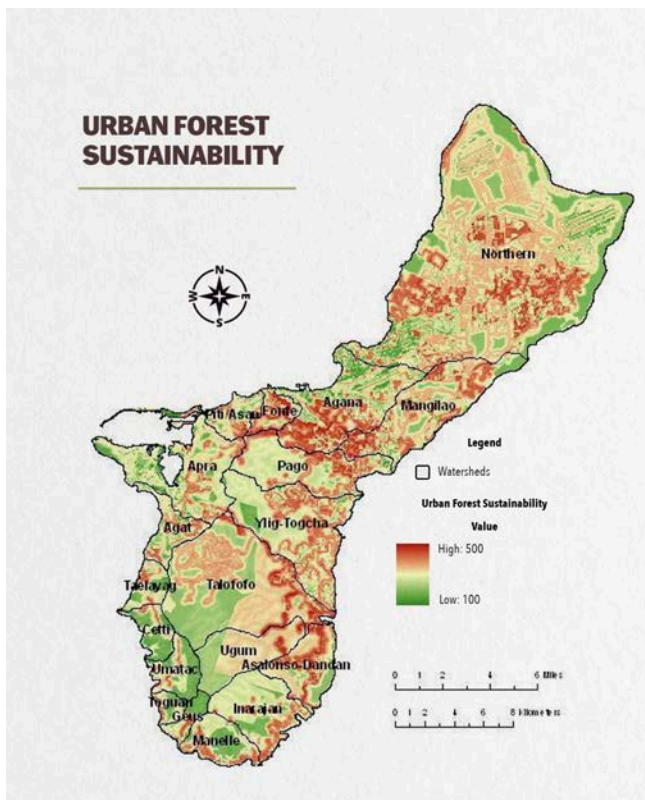 URBAN FOREST
SUSTAINABILITY
N
W
E
S
Northern
Piti/Asan
Fonte
Agana
Mangilao
Apra
Pago
Ylig-Togcha
Agat
Taelayag
Talofofo
Cetti
Ugum
Umatac
Asalonso-Dandan
Toguan
Geus
Inarajan
Manelle
Legend
Watersheds
Urban Forest Sustainability
Value
High: 500
Low: 100
0 1 2 4 6 Miles
0 1 2 4 6 8 Kilometers